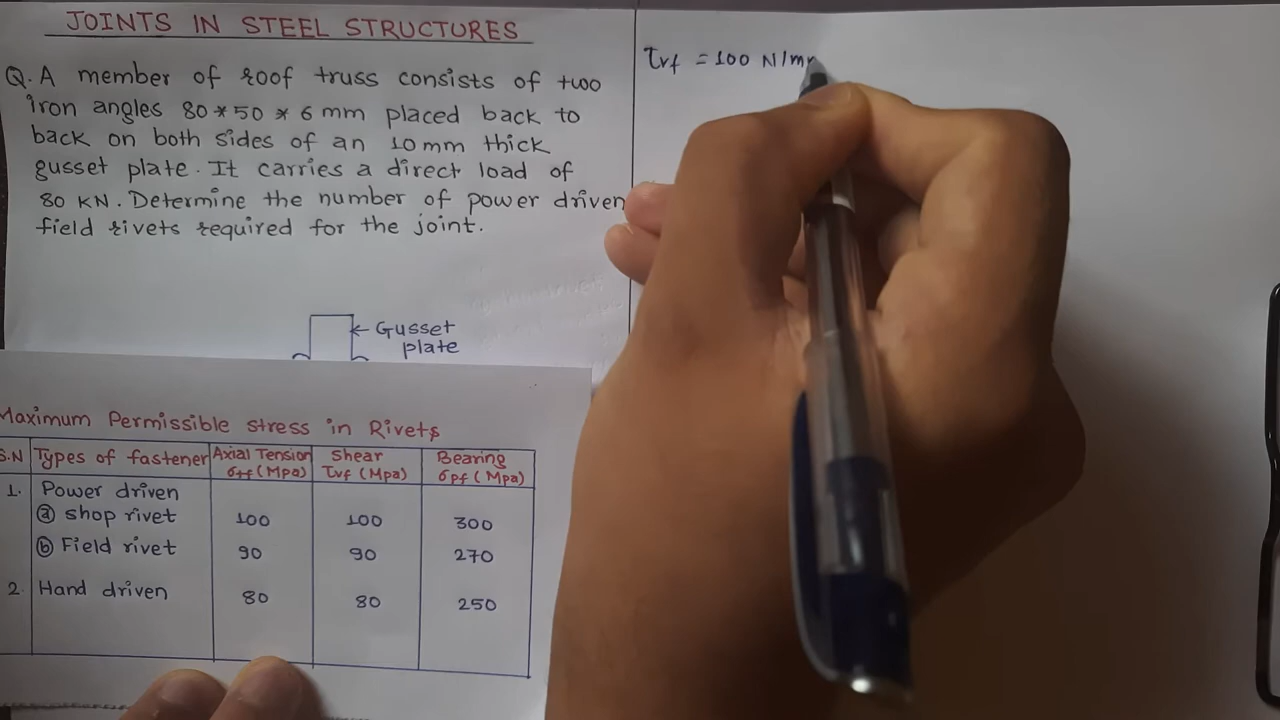 JOINTS IN STEEL STRUCTURES
Q. A member of roof truss consists of two
iron angles 80*50*6 mm placed back to
back on both sides of an 10mm thick
gusset plate. It carries a direct load of
80 KN. Determine the number of power driven
field rivets required for the joint.
← Gusset
plate
Maximum Permissible stress in Rivets
S.N Types of fastener Axial Tension Shear Bearing
σtf (Mpa) τvf (Mpa) σpf (Mpa)
1. Power driven
ⓐ shop rivet 100 100 300
ⓑ Field rivet 90 90 270
2. Hand driven 80 80 250
τvf = 100 N/mm